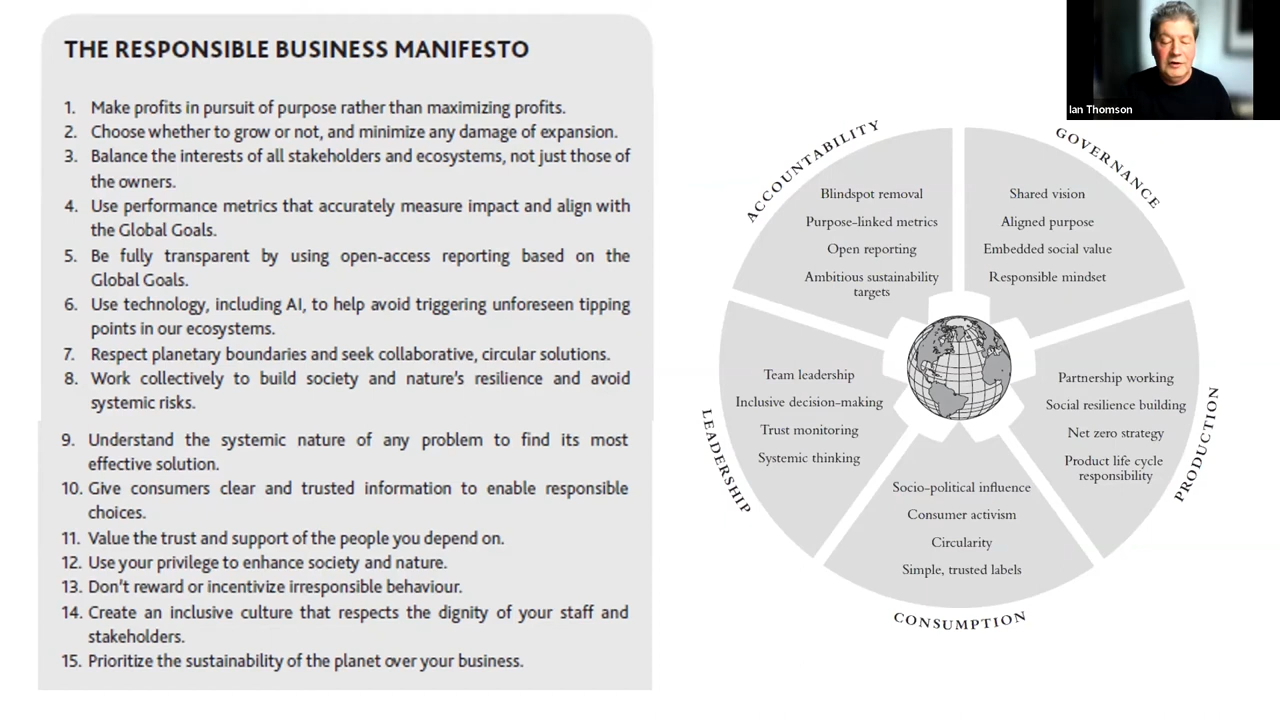 THE RESPONSIBLE BUSINESS MANIFESTO
1. Make profits in pursuit of purpose rather than maximizing profits.
2. Choose whether to grow or not, and minimize any damage of expansion.
3. Balance the interests of all stakeholders and ecosystems, not just those of
the owners.
4. Use performance metrics that accurately measure impact and align with
the Global Goals.
5. Be fully transparent by using open-access reporting based on the
Global Goals.
6. Use technology, including AI, to help avoid triggering unforeseen tipping
points in our ecosystems.
7. Respect planetary boundaries and seek collaborative, circular solutions.
8. Work collectively to build society and nature's resilience and avoid
systemic risks.
9. Understand the systemic nature of any problem to find its most
effective solution.
10. Give consumers clear and trusted information to enable responsible
choices.
11. Value the trust and support of the people you depend on.
12. Use your privilege to enhance society and nature.
13. Don't reward or incentivize irresponsible behaviour.
14. Create an inclusive culture that respects the dignity of your staff and
stakeholders.
15. Prioritize the sustainability of the planet over your business.
Ian Thomson
ACCOUNTABILITY
Blindspot removal
Purpose-linked metrics
Open reporting
Ambitious sustainability
targets
GOVERNANCE
Shared vision
Aligned purpose
Embedded social value
Responsible mindset
LEADERSHIP
Team leadership
Inclusive decision-making
Trust monitoring
Systemic thinking
PRODUCTION
Partnership working
Social resilience building
Net zero strategy
Product life cycle
responsibility
Socio-political influence
Consumer activism
Circularity
Simple, trusted labels
CONSUMPTION